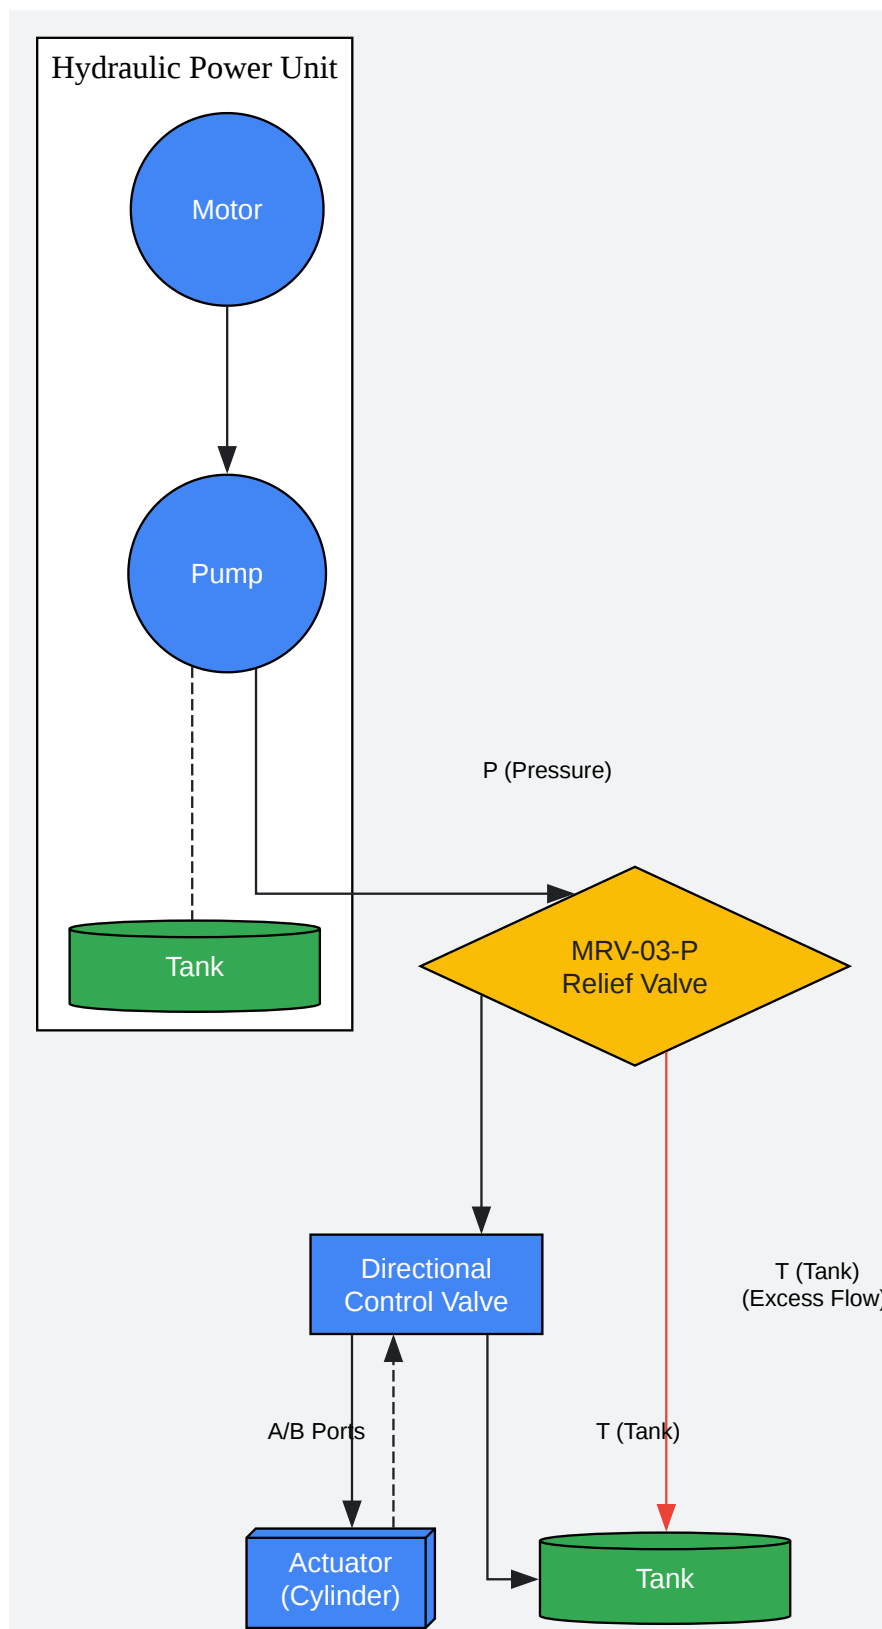 Hydraulic Power Unit
Motor
Pump
P (Pressure)
Tank
MRV-03-P
Relief Valve
Directional
Control Valve
T (Tank)
(Excess Flow)
A/B Ports
T (Tank)
Actuator
(Cylinder)
Tank